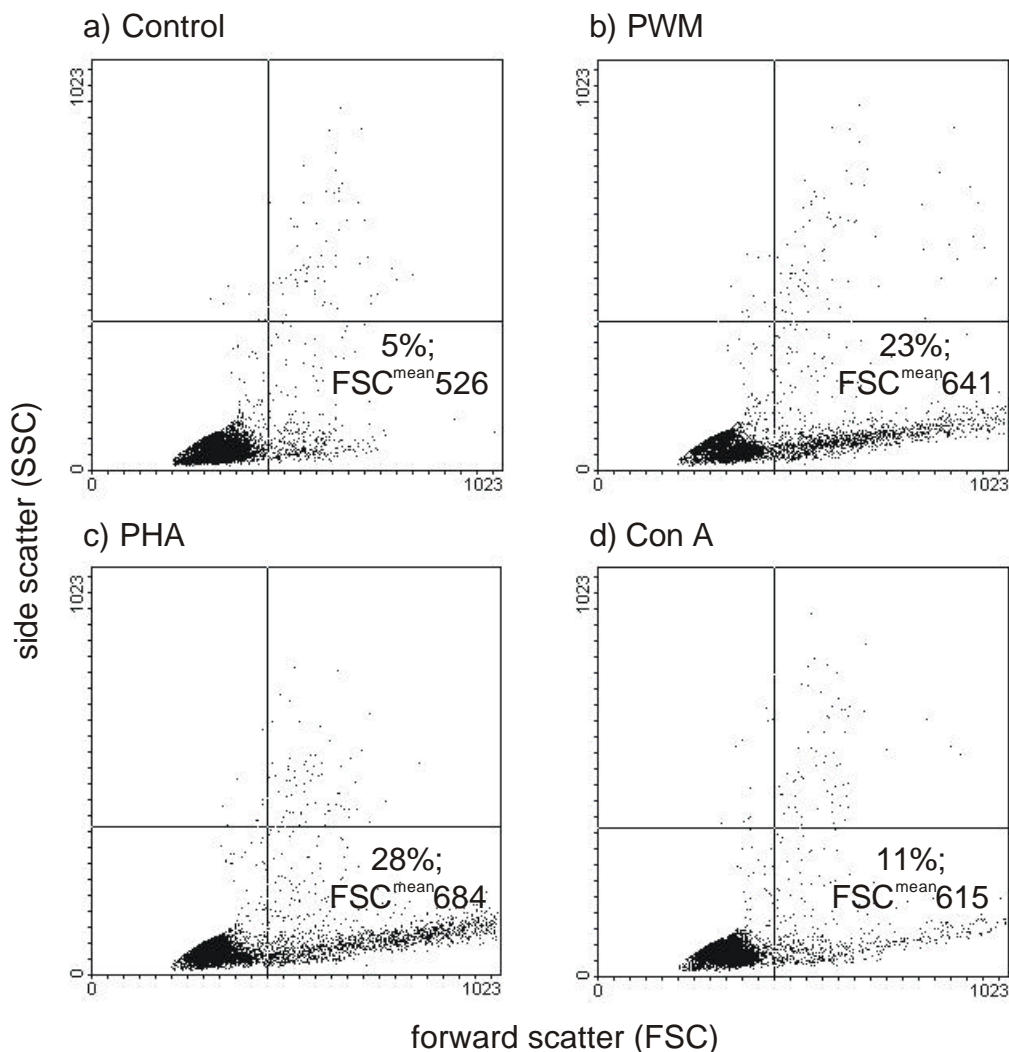 a) Control
1023
0
5%;
FSCmean526
0
1023
b) PWM
1023
0
23%;
FSCmean641
0
1023
c) PHA
1023
0
28%;
FSCmean684
0
1023
d) Con A
1023
0
11%;
FSCmean615
0
1023
side scatter (SSC)
forward scatter (FSC)